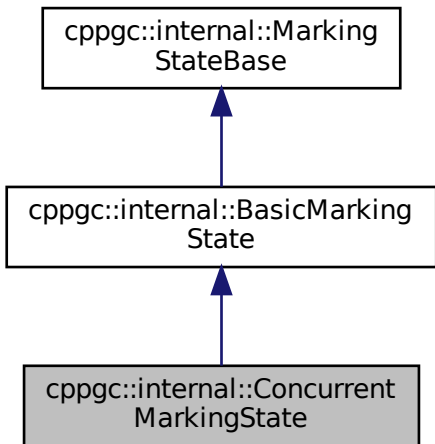 cppgc::internal::Marking
StateBase
cppgc::internal::BasicMarking
State
cppgc::internal::Concurrent
MarkingState